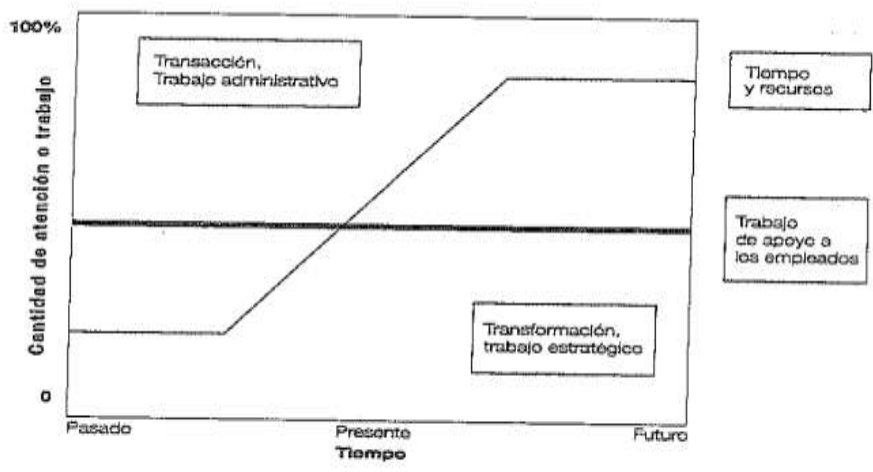 100%
Transacción,
Trabajo administrativo
Tiempo
y recursos
Cantidad de atención o trabajo
Trabajo
de apoyo a
los empleados
Transformación,
trabajo estratégico
0
Pasado
Presente
Futuro
Tiempo